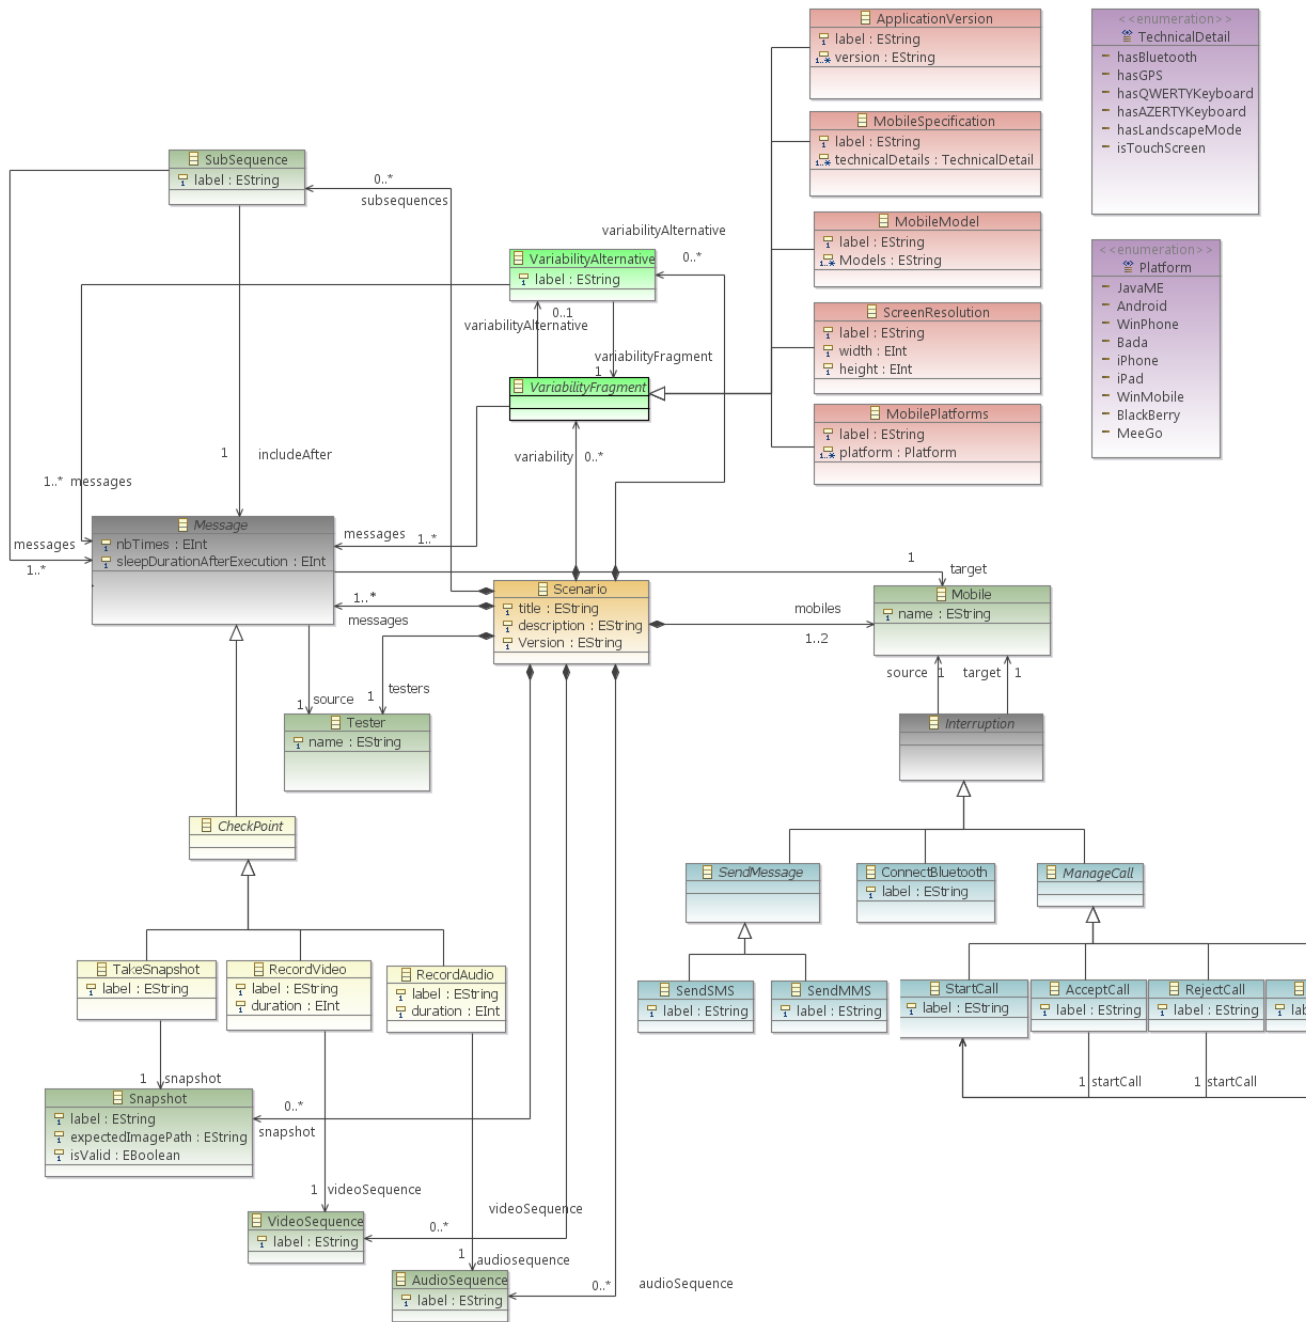 ApplicationVersion
label : EString
1..* version : EString
<<enumeration>>
TechnicalDetail
hasBluetooth
hasGPS
hasQWERTYKeyboard
hasAZERTYKeyboard
hasLandscapeMode
isTouchScreen
MobileSpecification
label : EString
1..* technicalDetails : TechnicalDetail
SubSequence
label : EString
0..*
subsequences
MobileModel
label : EString
1..* Models : EString
variabilityAlternative
0..*
VariabilityAlternative
label : EString
<<enumeration>>
Platform
JavaME
Android
WinPhone
Bada
iPhone
iPad
WinMobile
BlackBerry
MeeGo
0..1
variabilityAlternative
variabilityFragment
1
ScreenResolution
label : EString
width : EInt
height : EInt
VariabilityFragment
MobilePlatforms
label : EString
1..* platform : Platform
variability 0..*
1 includeAfter
1..* messages
Message
nbTimes : EInt
sleepDurationAfterExecution : EInt
messages
1..*
messages
1..*
1
target
Scenario
title : EString
description : EString
Version : EString
1..*
messages
mobiles
1..2
Mobile
name : EString
source 1
target 1
1 source
1 testers
Tester
name : EString
Interruption
CheckPoint
SendMessage
ConnectBluetooth
label : EString
ManageCall
TakeSnapshot
label : EString
RecordVideo
label : EString
duration : EInt
RecordAudio
label : EString
duration : EInt
SendSMS
label : EString
SendMMS
label : EString
StartCall
label : EString
AcceptCall
label : EString
RejectCall
label : EString
1 startCall
1 startCall
1 snapshot
Snapshot
label : EString
expectedImagePath : EString
isValid : EBoolean
0..*
snapshot
1 videoSequence
VideoSequence
label : EString
videoSequence
0..*
1 audiosequence
AudioSequence
label : EString
0..*
audioSequence